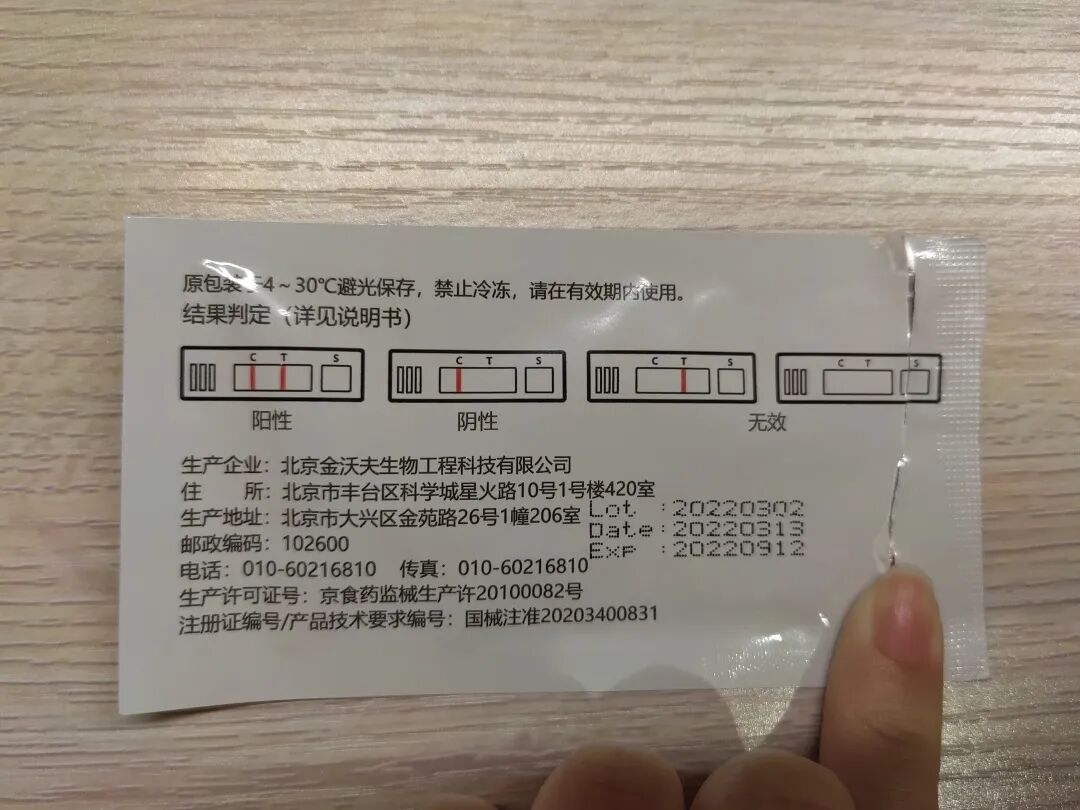 原包装于4～30℃避光保存，禁止冷冻，请在有效期内使用。
结果判定（详见说明书）
C T S C T S C T S C T S
阳性 阴性 无效
生产企业：北京金沃夫生物工程科技有限公司
住 所：北京市丰台区科学城星火路10号1号楼420室
生产地址：北京市大兴区金苑路26号1幢206室
Lot :20220302
Date:20220313
Exp :20220912
邮政编码：102600
电话：010-60216810 传真：010-60216810
生产许可证号：京食药监械生产许20100082号
注册证编号/产品技术要求编号：国械注准20203400831